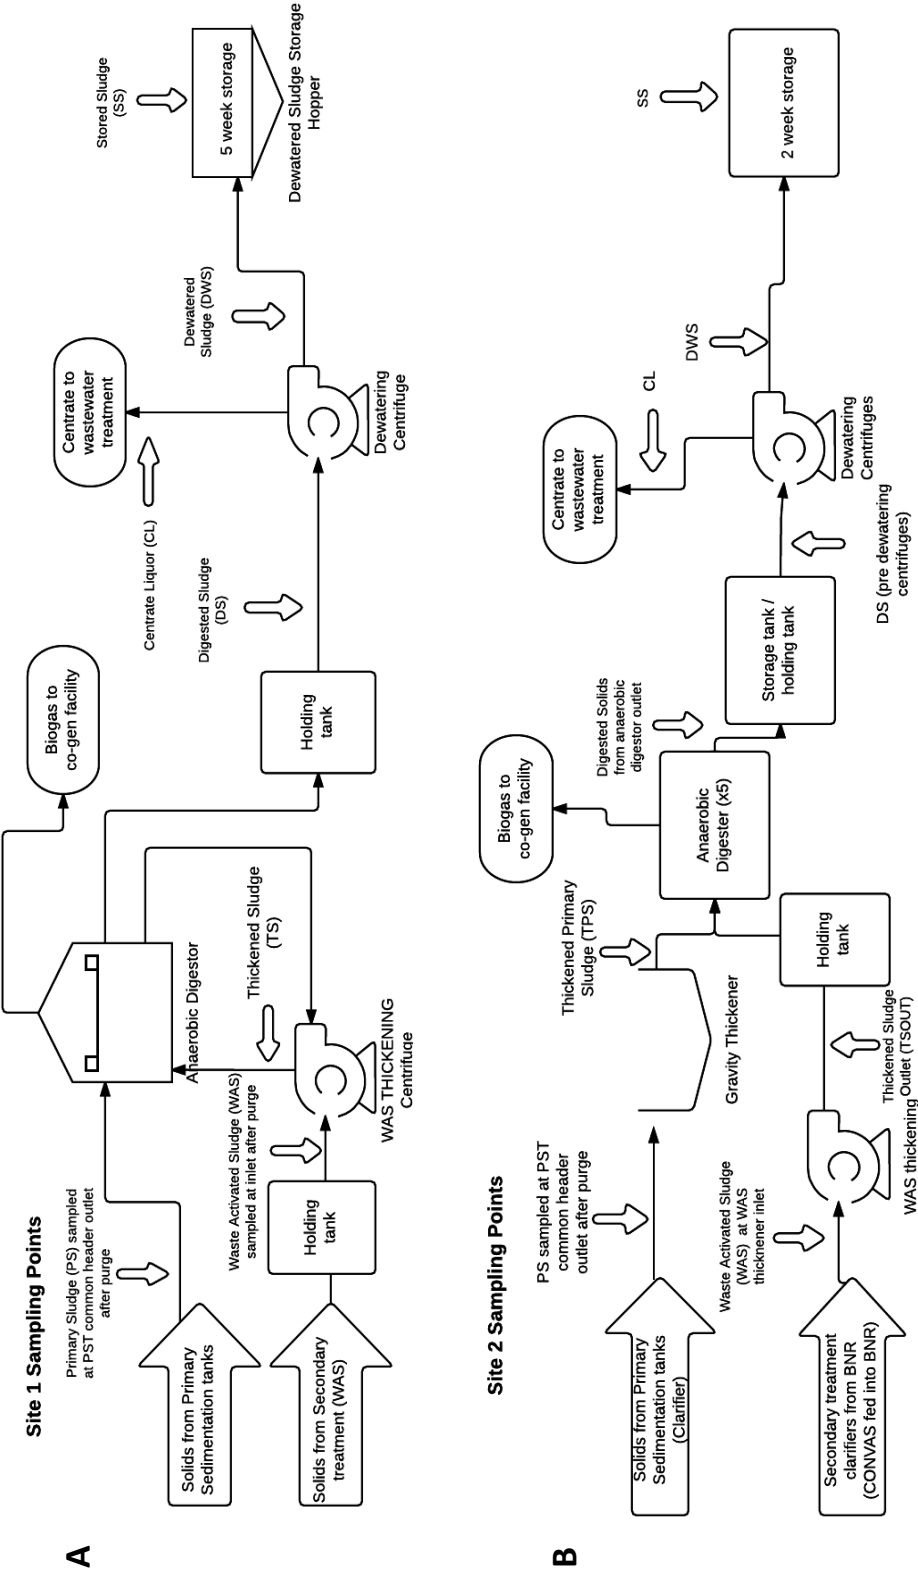 A
Site 1 Sampling Points
Solids from Primary
Sedimentation tanks
Primary Sludge (PS) sampled
at PST common header outlet
after purge
Solids from Secondary
treatment (WAS)
Holding
tank
Waste Activated Sludge (WAS)
sampled at inlet after purge
WAS THICKENING
Centrifuge
Thickened Sludge
(TS)
Anaerobic Digestor
Biogas to
co-gen facility
Holding
tank
Digested Sludge
(DS)
Centrate Liquor (CL)
Centrate to
wastewater
treatment
Dewatering
Centrifuge
Dewatered
Sludge (DWS)
Stored Sludge
(SS)
5 week storage
Dewatered Sludge Storage
Hopper
B
Site 2 Sampling Points
Solids from Primary
Sedimentation tanks
(Clarifier)
PS sampled at PST
common header
outlet after purge
Gravity Thickener
Thickened Primary
Sludge (TPS)
Secondary treatment
clarifiers from BNR
(CONVAS fed into BNR)
Waste Activated Sludge
(WAS) at WAS
thicknener inlet
WAS thickening
Thickened Sludge
Outlet (TSOUT)
Holding
tank
Anaerobic
Digester (x5)
Biogas to
co-gen facility
Digested Solids
from anaerobic
digestor outlet
Storage tank /
holding tank
DS (pre dewatering
centrifuges)
Centrate to
wastewater
treatment
CL
Dewatering
Centrifuges
DWS
SS
2 week storage